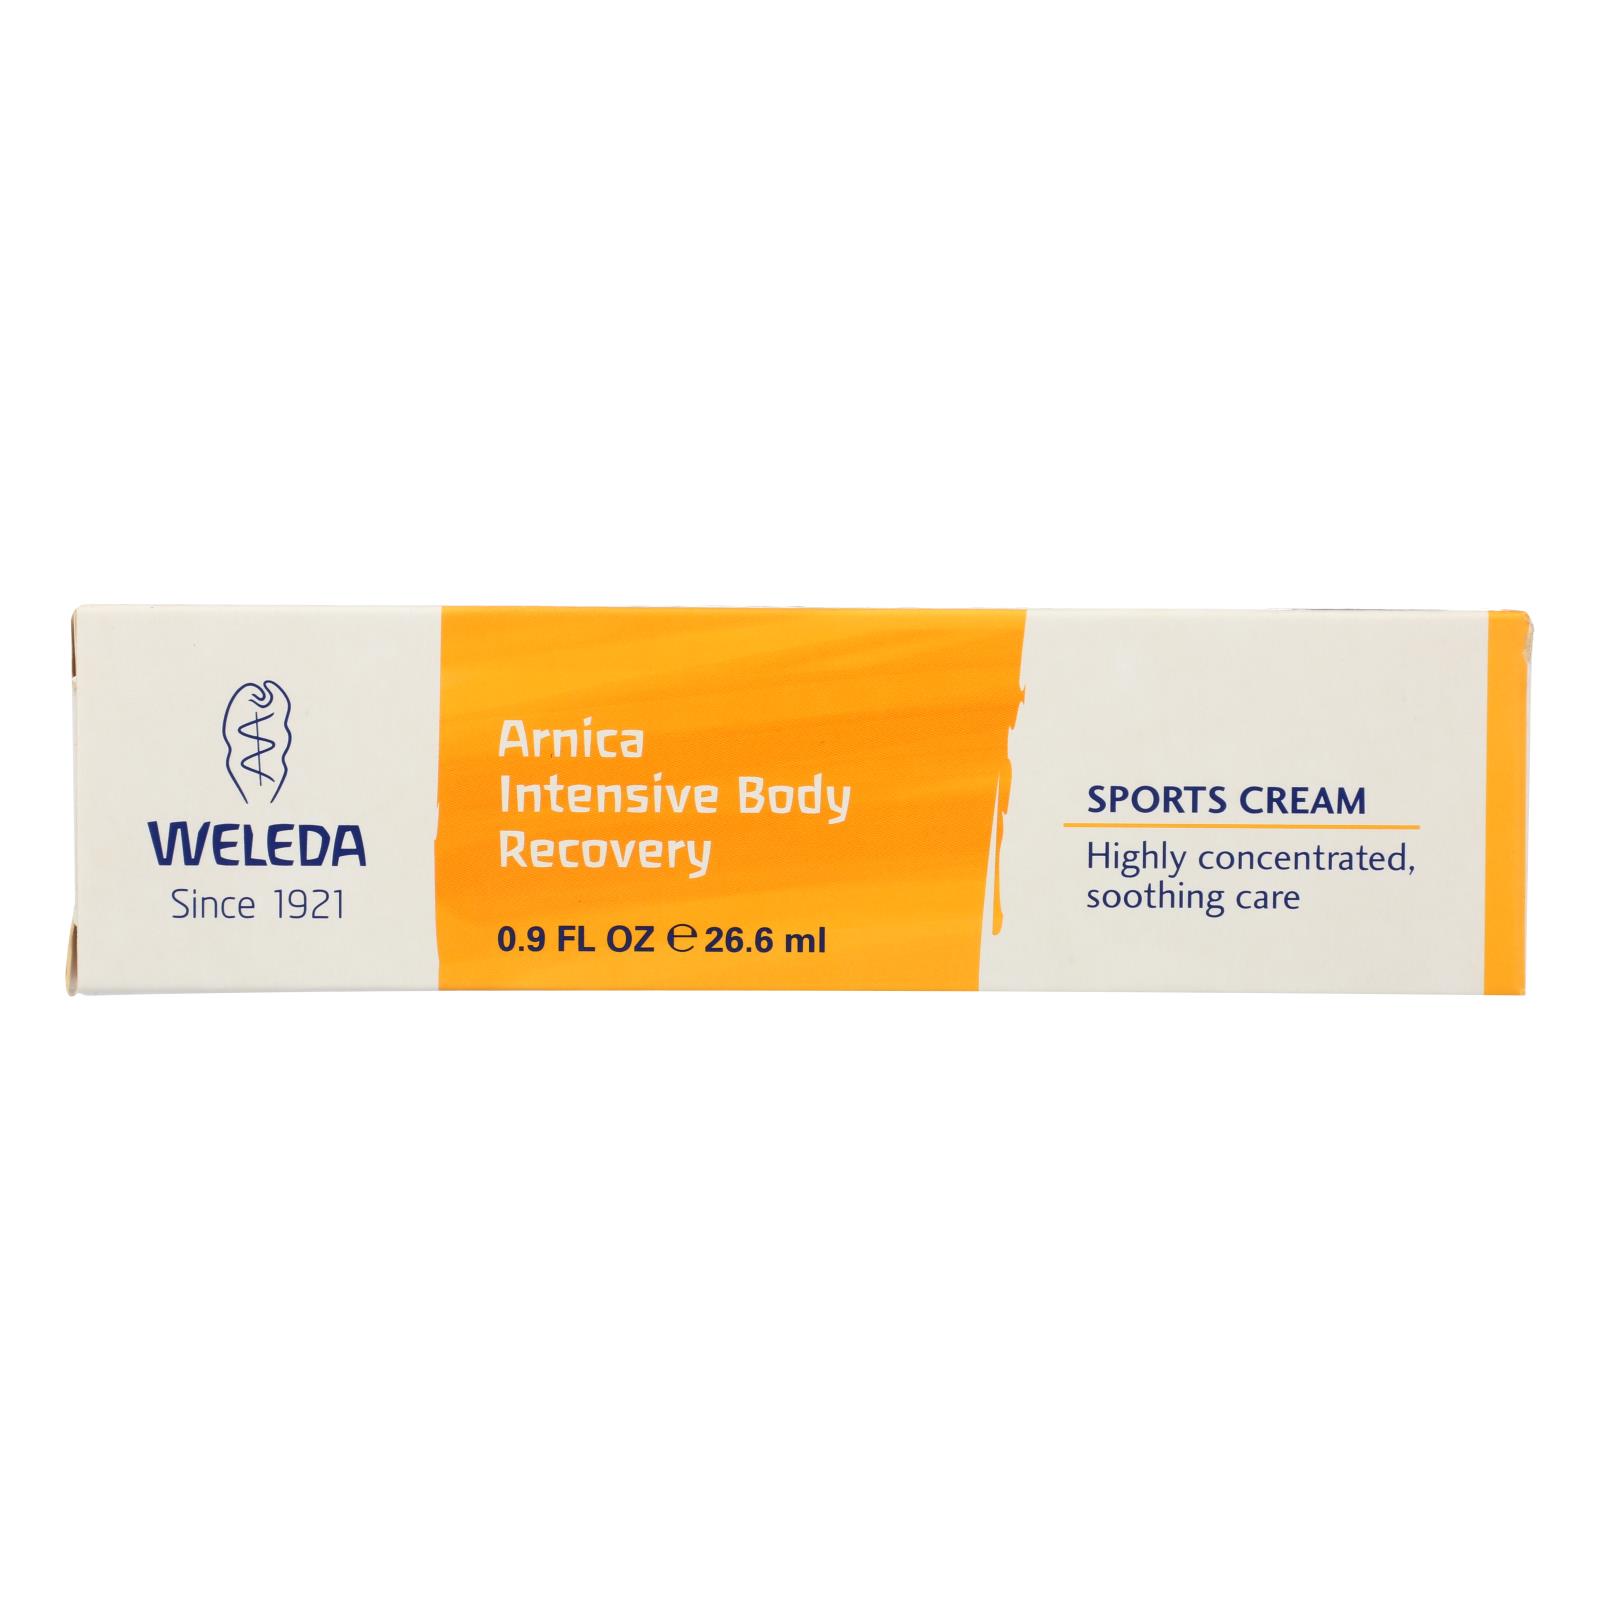 WELEDA
Since 1921
Arnica
Intensive Body
Recovery
0.9 FL OZ ℮ 26.6 ml
SPORTS CREAM
Highly concentrated,
soothing care